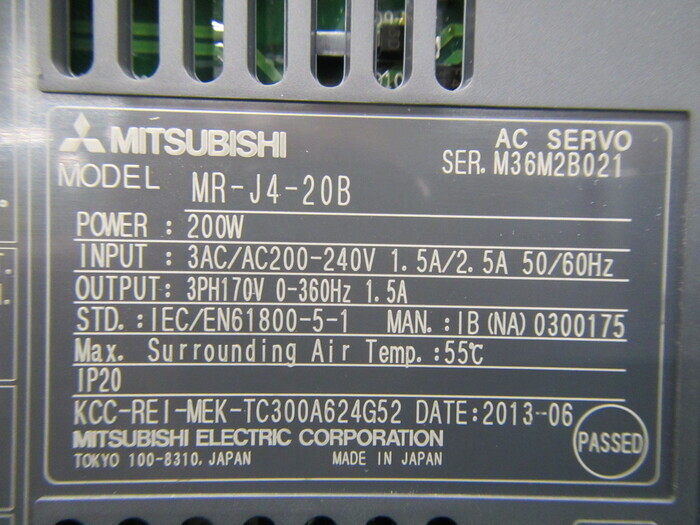 MITSUBISHI
AC SERVO
SER. M36M2B021
MODEL MR-J4-20B
POWER : 200W
INPUT : 3AC/AC200-240V 1.5A/2.5A 50/60Hz
OUTPUT: 3PH170V 0-360Hz 1.5A
STD. : IEC/EN61800-5-1 MAN. : IB (NA) 0300175
Max. Surrounding Air Temp. : 55℃
IP20
KCC-REI-MEK-TC300A624G52 DATE: 2013-06
MITSUBISHI ELECTRIC CORPORATION
TOKYO 100-8310, JAPAN MADE IN JAPAN
PASSED